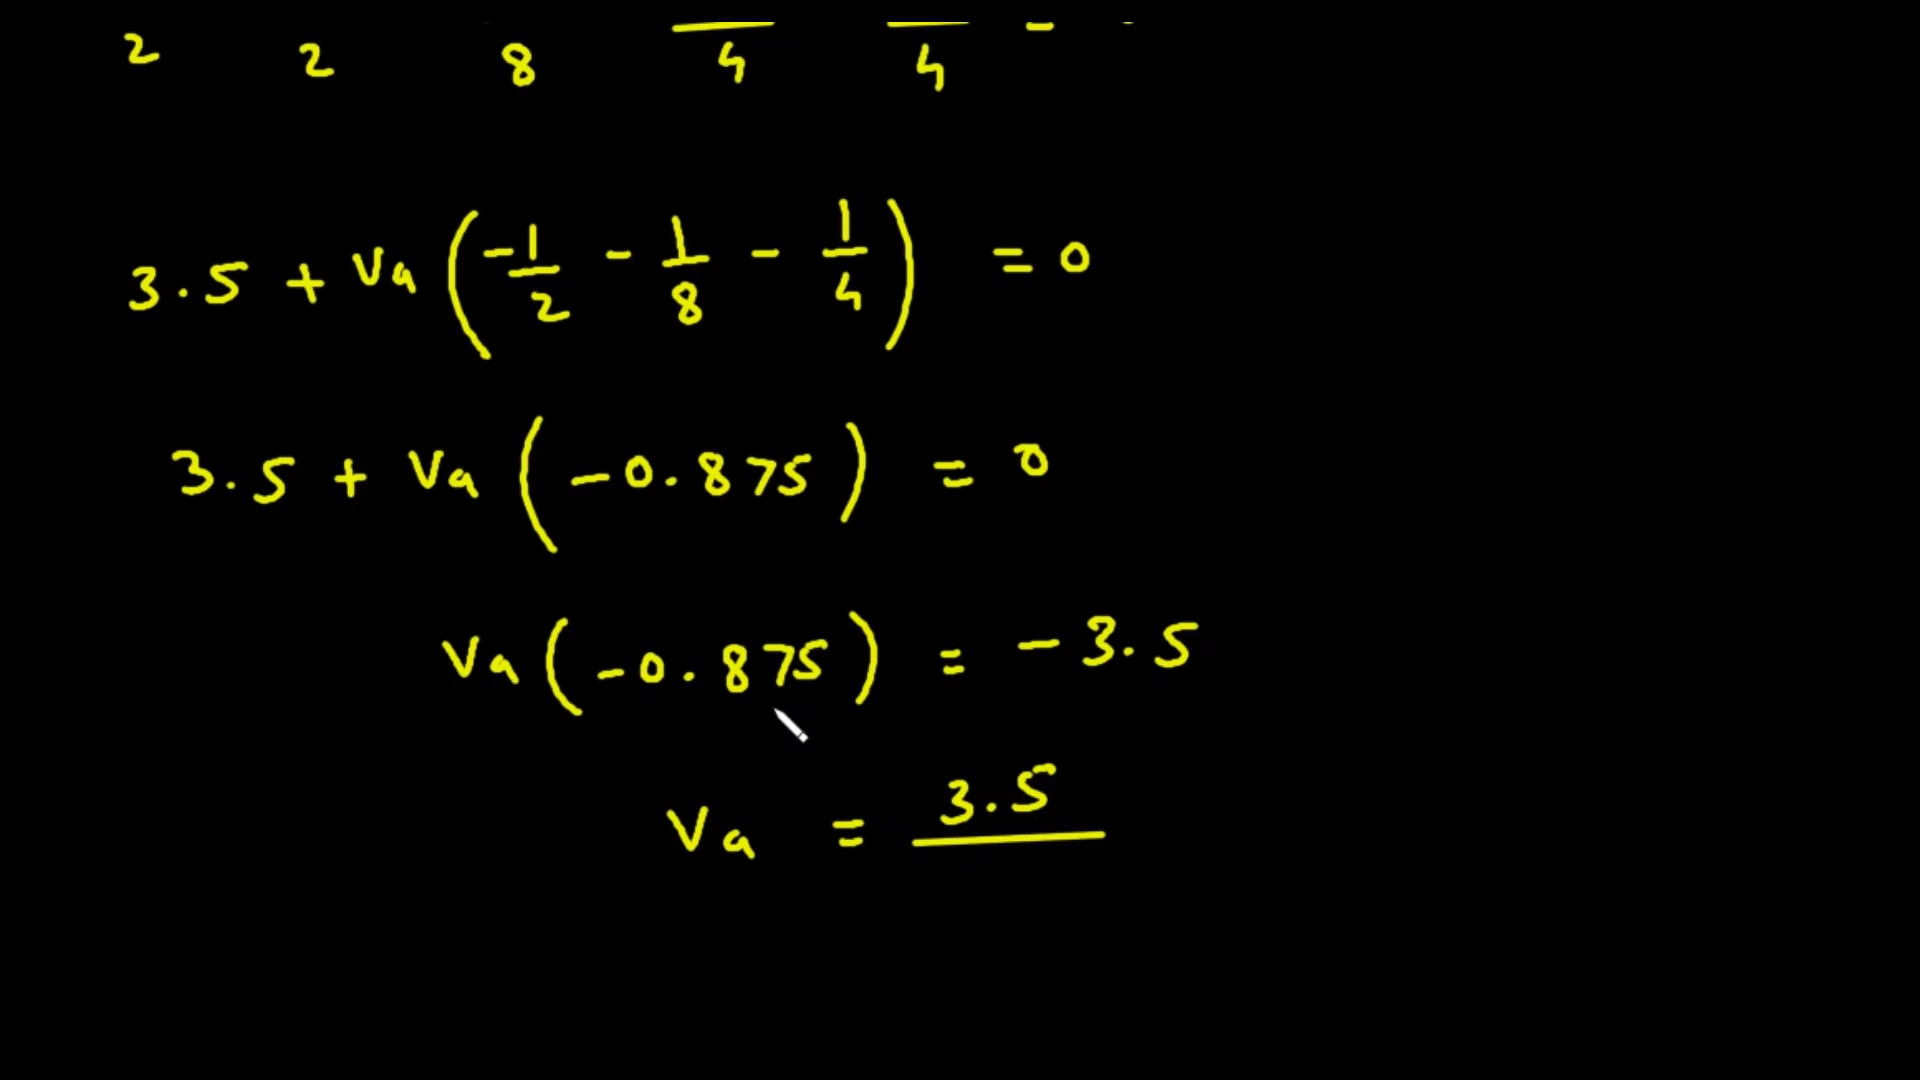 2 2 8 4 4 =
3.5 + Va (-1/2 - 1/8 - 1/4) = 0
3.5 + Va (-0.875) = 0
Va (-0.875) = -3.5
Va = 3.5